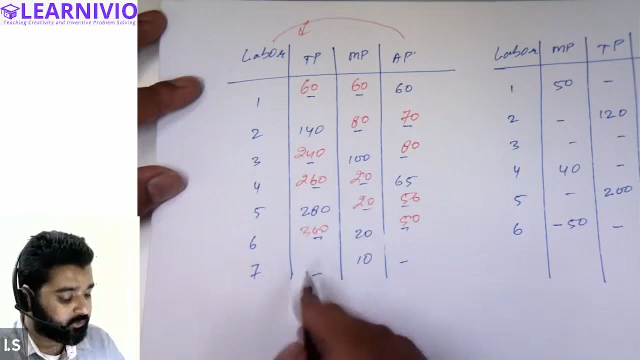 LEARNIVIO
Teaching Creativity and Inventive Problem Solving
Labor TP MP AP
1 60 60 60
2 140 80 70
3 240 100 80
4 260 20 65
5 280 20 56
6 300 20 50
7 - 10 -
Labor MP TP
1 50 -
2 - 120
3 - -
4 40 -
5 - 200
6 -50 -
I.S